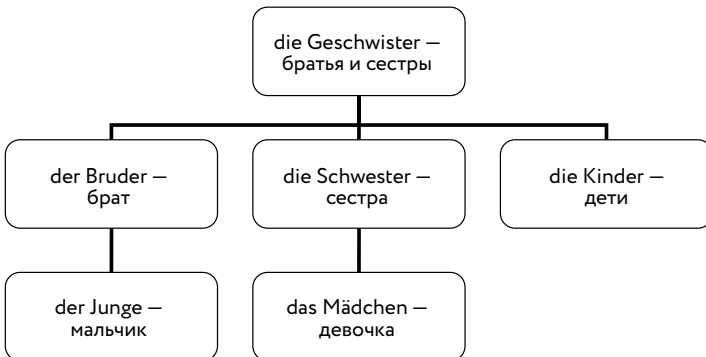 die Geschwister —
братья и сестры
der Bruder —
брат
die Schwester —
сестра
die Kinder —
дети
der Junge —
мальчик
das Mädchen —
девочка